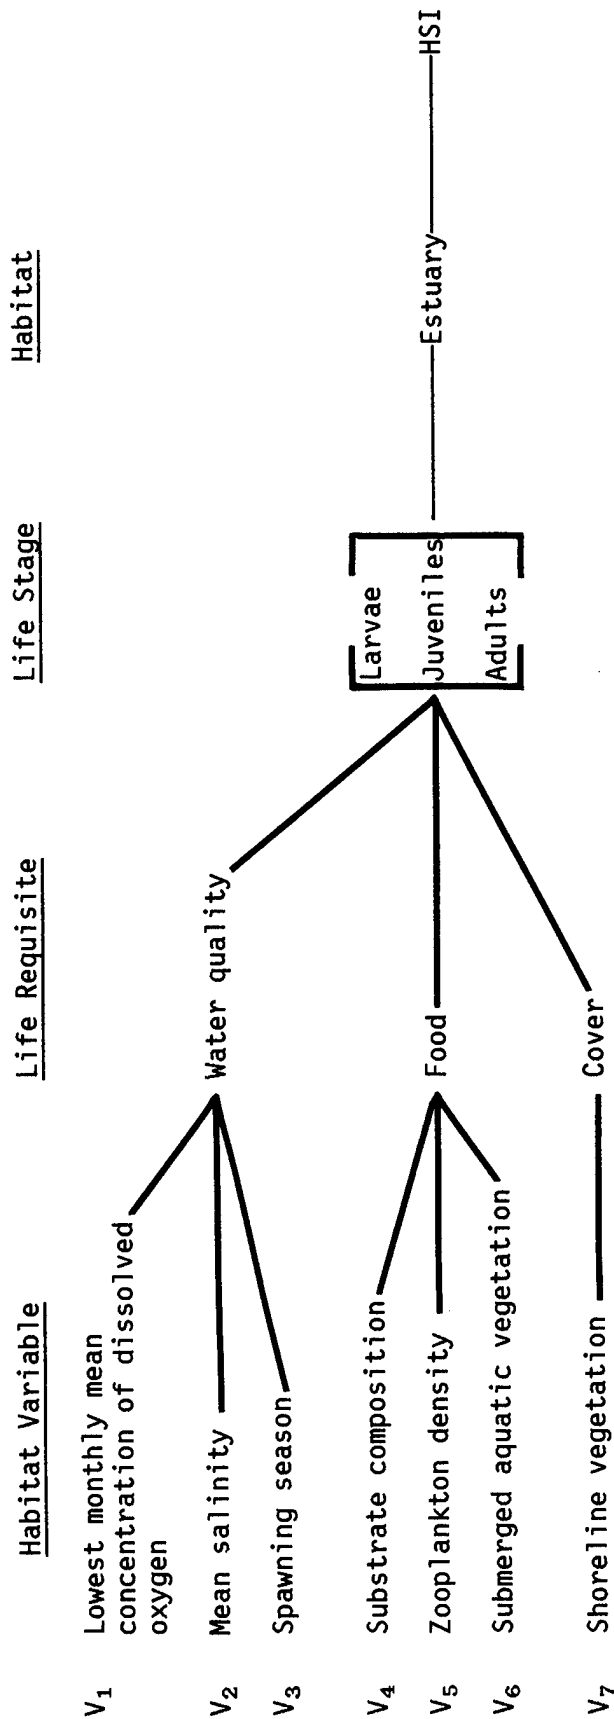 Habitat Variable
Life Requisite
Life Stage
Habitat
V1 Lowest monthly mean
concentration of dissolved
oxygen
V2 Mean salinity
V3 Spawning season
Water quality
V4 Substrate composition
V5 Zooplankton density
V6 Submerged aquatic vegetation
Food
V7 Shoreline vegetation
Cover
Larvae
Juveniles
Adults
Estuary
HSI